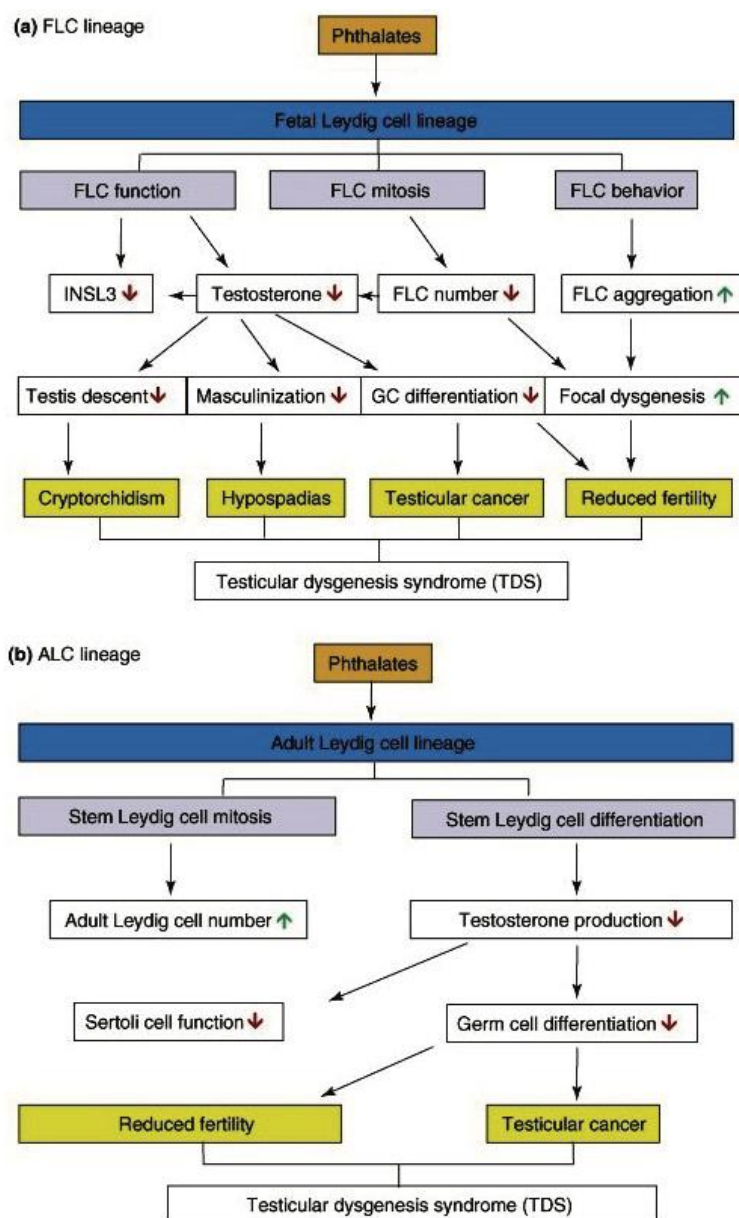 (a) FLC lineage
Phthalates
Fetal Leydig cell lineage
FLC function
FLC mitosis
FLC behavior
INSL3 ↓
Testosterone ↓
FLC number ↓
FLC aggregation ↑
Testis descent ↓
Masculinization ↓
GC differentiation ↓
Focal dysgenesis ↑
Cryptorchidism
Hypospadias
Testicular cancer
Reduced fertility
Testicular dysgenesis syndrome (TDS)
(b) ALC lineage
Phthalates
Adult Leydig cell lineage
Stem Leydig cell mitosis
Stem Leydig cell differentiation
Adult Leydig cell number ↑
Testosterone production ↓
Sertoli cell function ↓
Germ cell differentiation ↓
Reduced fertility
Testicular cancer
Testicular dysgenesis syndrome (TDS)